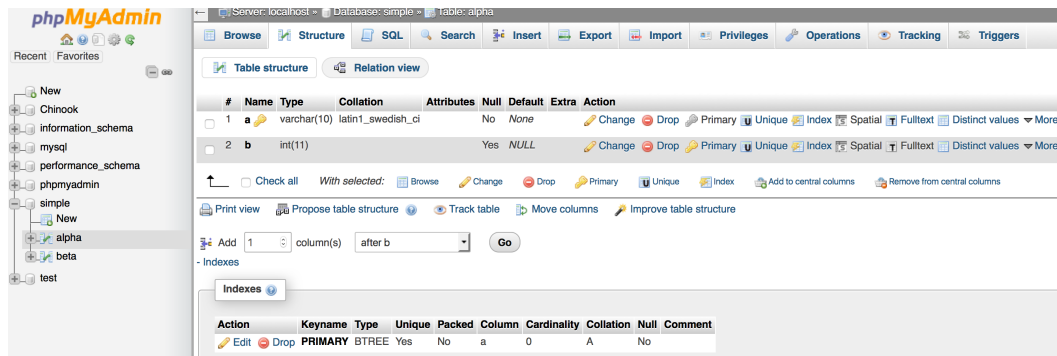 phpMyAdmin
Recent Favorites
New
Chinook
information_schema
mysql
performance_schema
phpmyadmin
simple
New
alpha
beta
test
Server: localhost » Database: simple » Table: alpha
Browse Structure SQL Search Insert Export Import Privileges Operations Tracking Triggers
Table structure Relation view
# Name Type Collation Attributes Null Default Extra Action
1 a varchar(10) latin1_swedish_ci No None Change Drop Primary Unique Index Spatial Fulltext Distinct values More
2 b int(11) Yes NULL Change Drop Primary Unique Index Spatial Fulltext Distinct values More
Check all With selected: Browse Change Drop Primary Unique Index Add to central columns Remove from central columns
Print view Propose table structure Track table Move columns Improve table structure
Add 1 column(s) after b Go
- Indexes
Indexes
Action Keyname Type Unique Packed Column Cardinality Collation Null Comment
Edit Drop PRIMARY BTREE Yes No a 0 A No